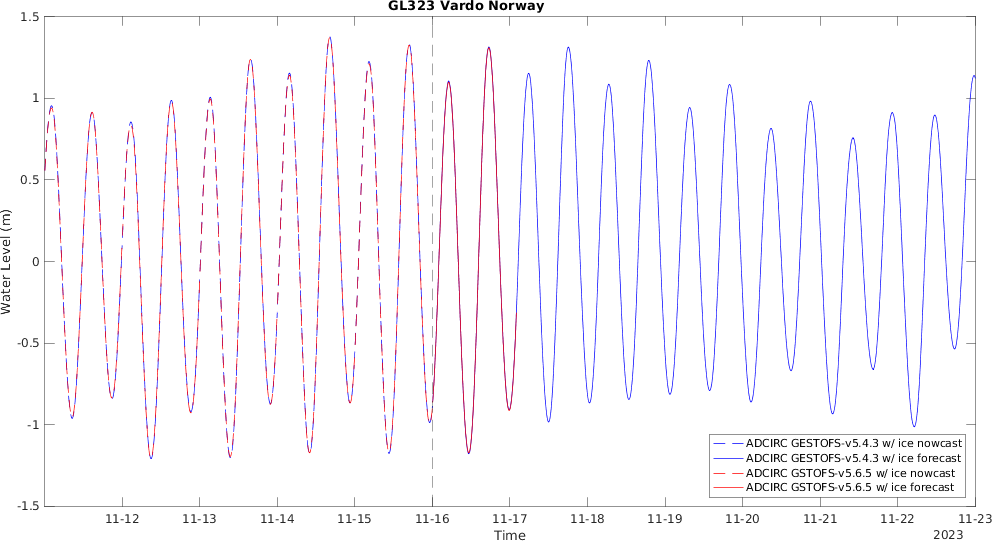 GL323 Vardo Norway
1.5
1
0.5
0
-0.5
-1
-1.5
Water Level (m)
11-12 11-13 11-14 11-15 11-16 11-17 11-18 11-19 11-20 11-21 11-22 11-23
Time
2023
ADCIRC GESTOFS-v5.4.3 w/ ice nowcast
ADCIRC GESTOFS-v5.4.3 w/ ice forecast
ADCIRC GSTOFS-v5.6.5 w/ ice nowcast
ADCIRC GSTOFS-v5.6.5 w/ ice forecast